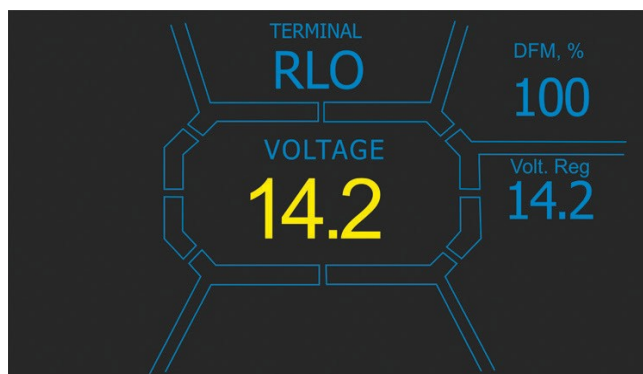 TERMINAL
RLO
DFM, %
100
VOLTAGE
14.2
Volt. Reg
14.2